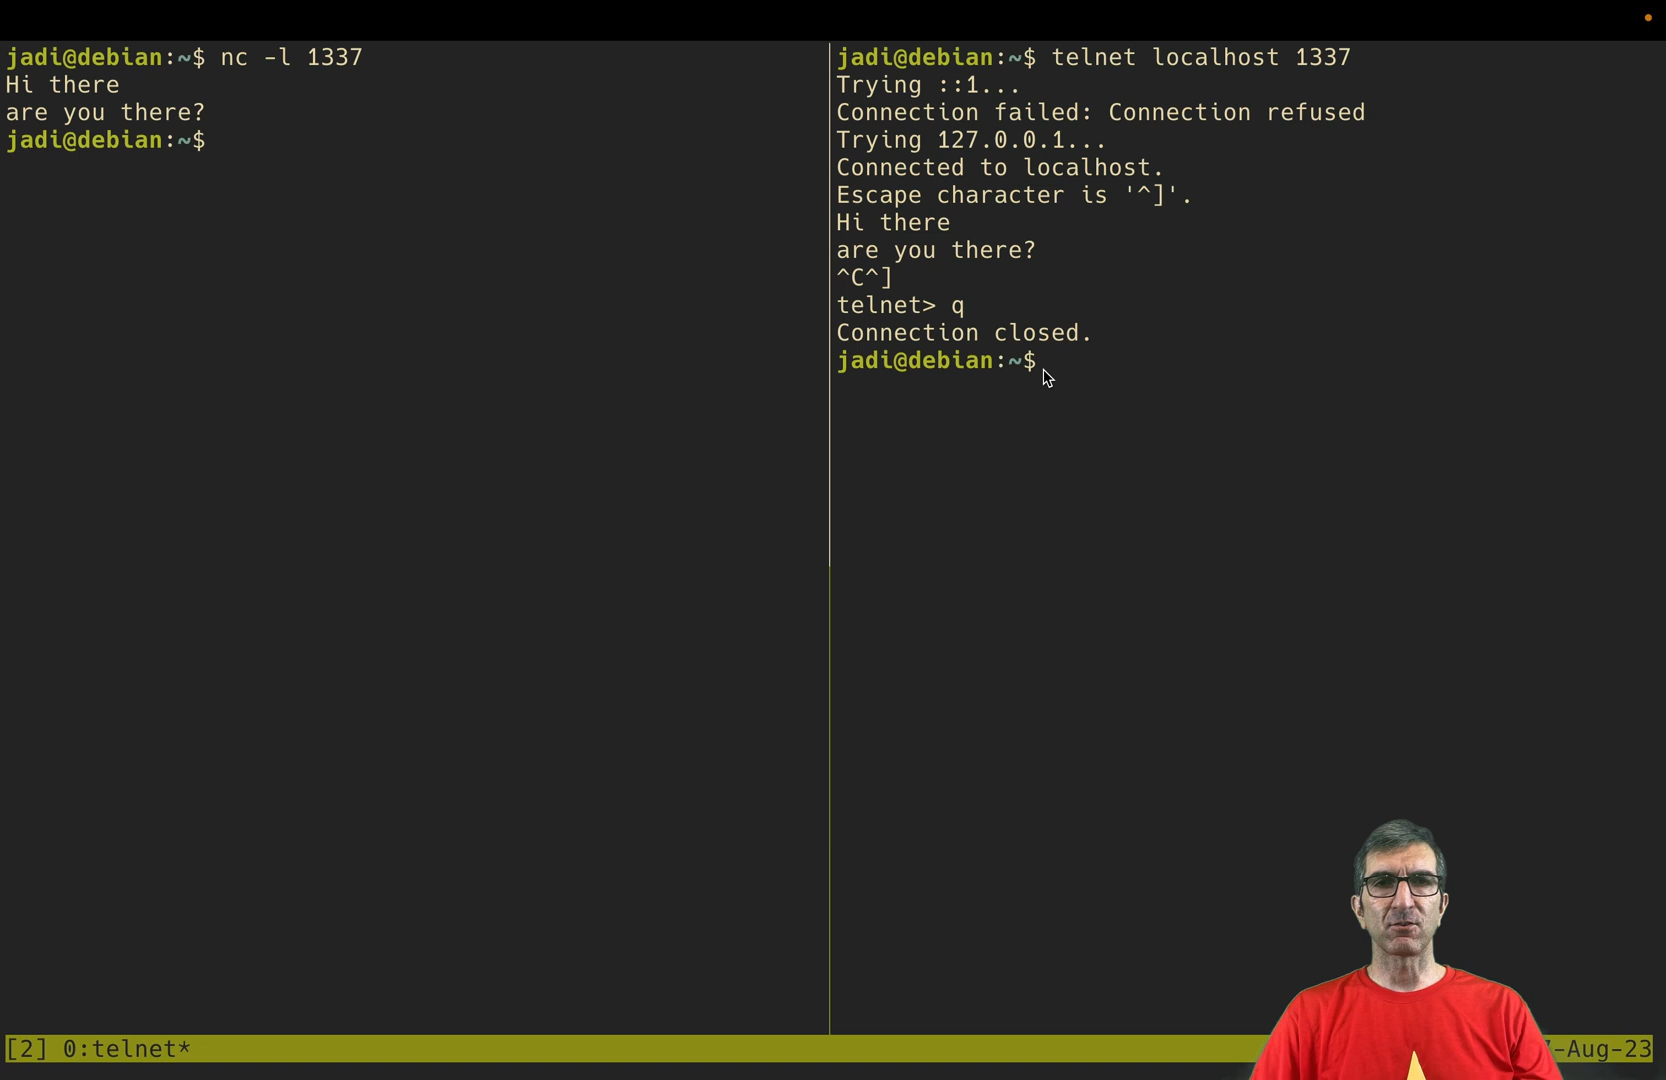 jadi@debian:~$ nc -l 1337
Hi there
are you there?
jadi@debian:~$
jadi@debian:~$ telnet localhost 1337
Trying ::1...
Connection failed: Connection refused
Trying 127.0.0.1...
Connected to localhost.
Escape character is '^]'.
Hi there
are you there?
^C^]
telnet> q
Connection closed.
jadi@debian:~$
[2] 0:telnet*
-Aug-23